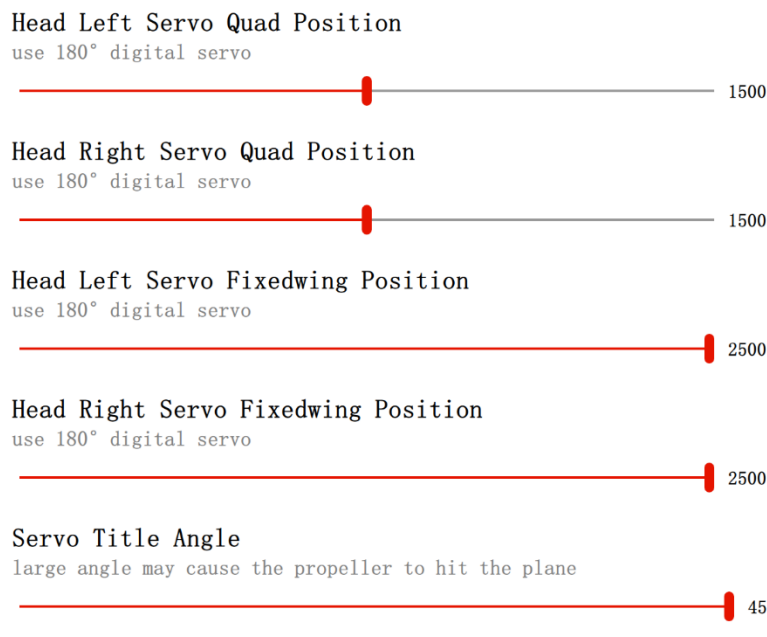 Head Left Servo Quad Position
use 180° digital servo
1500
Head Right Servo Quad Position
use 180° digital servo
1500
Head Left Servo Fixedwing Position
use 180° digital servo
2500
Head Right Servo Fixedwing Position
use 180° digital servo
2500
Servo Title Angle
large angle may cause the propeller to hit the plane
45